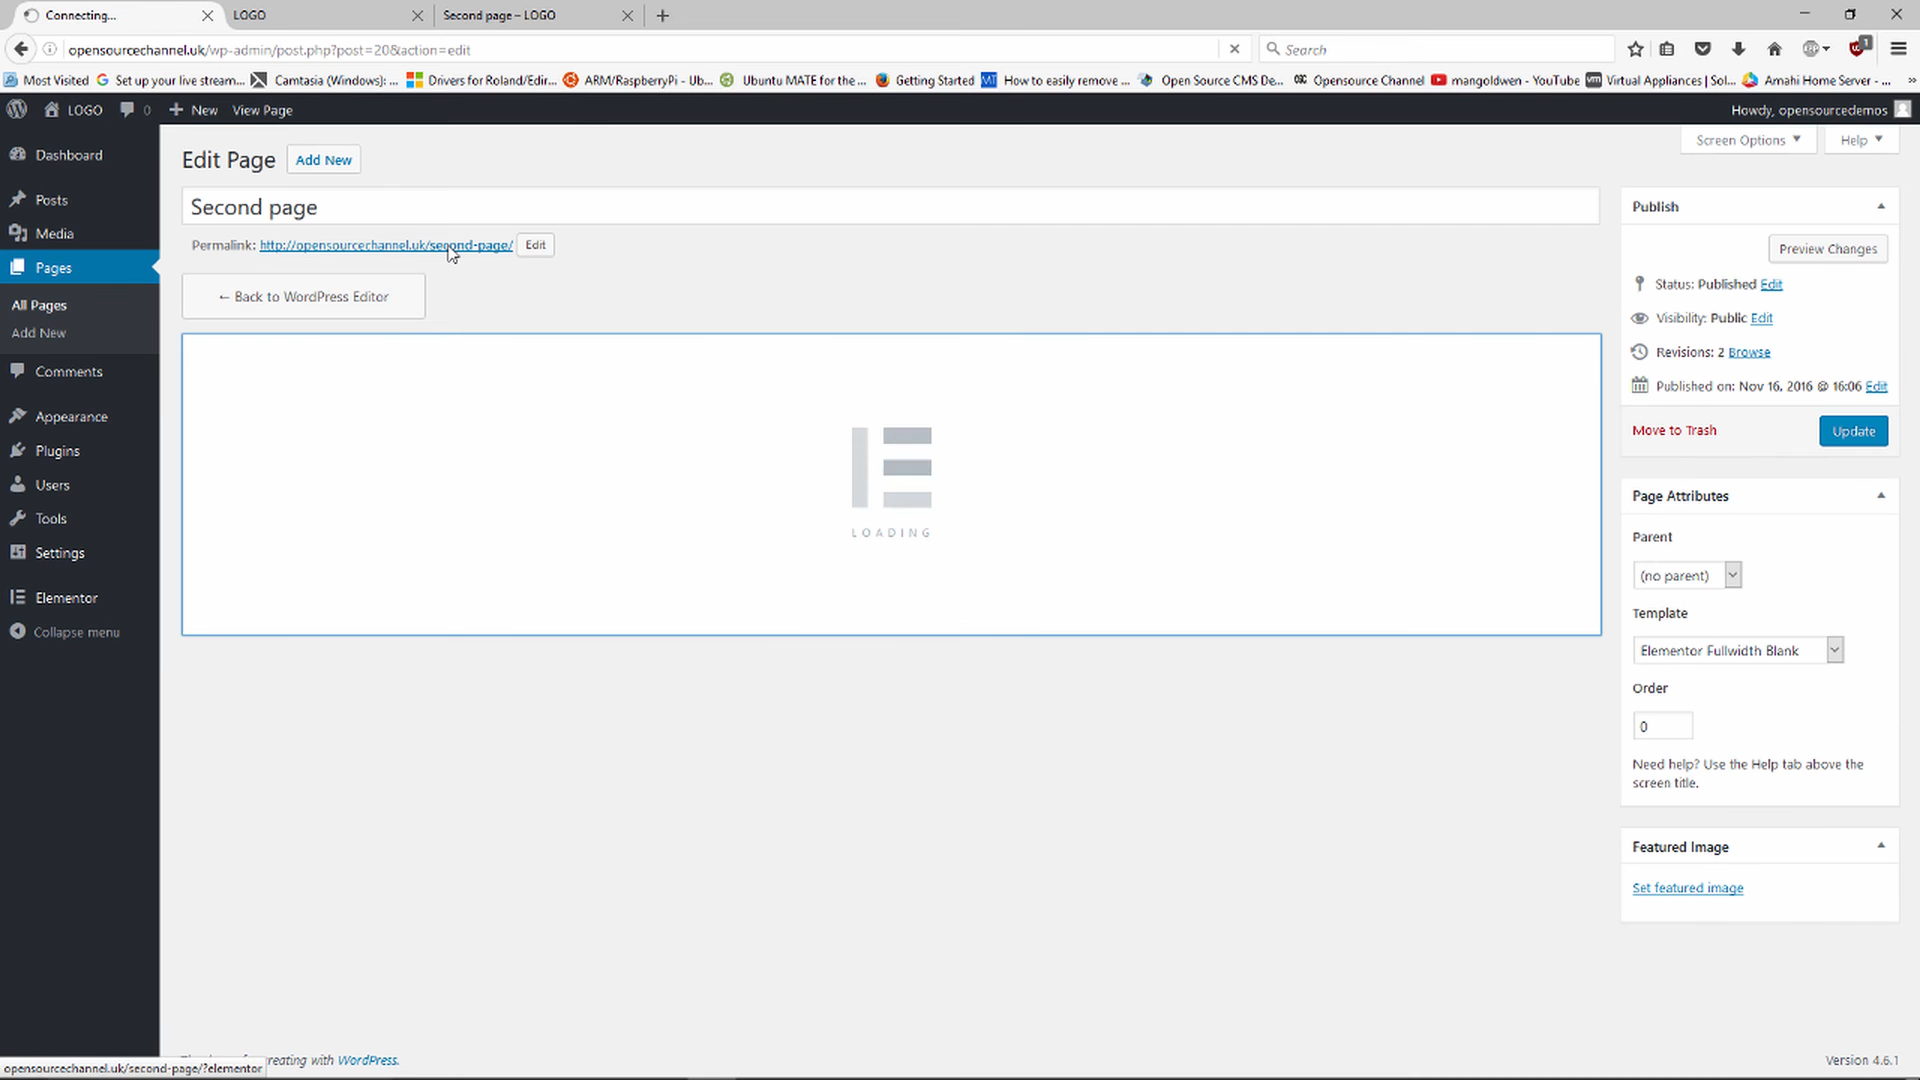 Connecting...
LOGO
Second page – LOGO
opensourcechannel.uk/wp-admin/post.php?post=20&action=edit
Search
1
Most Visited
Set up your live stream...
Camtasia (Windows): ...
Drivers for Roland/Edir...
ARM/RaspberryPi - Ub...
Ubuntu MATE for the ...
Getting Started
How to easily remove ...
Open Source CMS De...
Opensource Channel
mangoldwen - YouTube
Virtual Appliances | Sol...
Amahi Home Server - ...
LOGO
0
New
View Page
Howdy, opensourcedemos
Dashboard
Posts
Media
Pages
All Pages
Add New
Comments
Appearance
Plugins
Users
Tools
Settings
Elementor
Collapse menu
Screen Options
Help
Edit Page
Add New
Second page
Permalink: http://opensourcechannel.uk/second-page/
Edit
← Back to WordPress Editor
LOADING
Publish
Preview Changes
Status: Published Edit
Visibility: Public Edit
Revisions: 2 Browse
Published on: Nov 16, 2016 @ 16:06 Edit
Move to Trash
Update
Page Attributes
Parent
(no parent)
Template
Elementor Fullwidth Blank
Order
0
Need help? Use the Help tab above the
screen title.
Featured Image
Set featured image
creating with WordPress.
Version 4.6.1
opensourcechannel.uk/second-page/?elementor